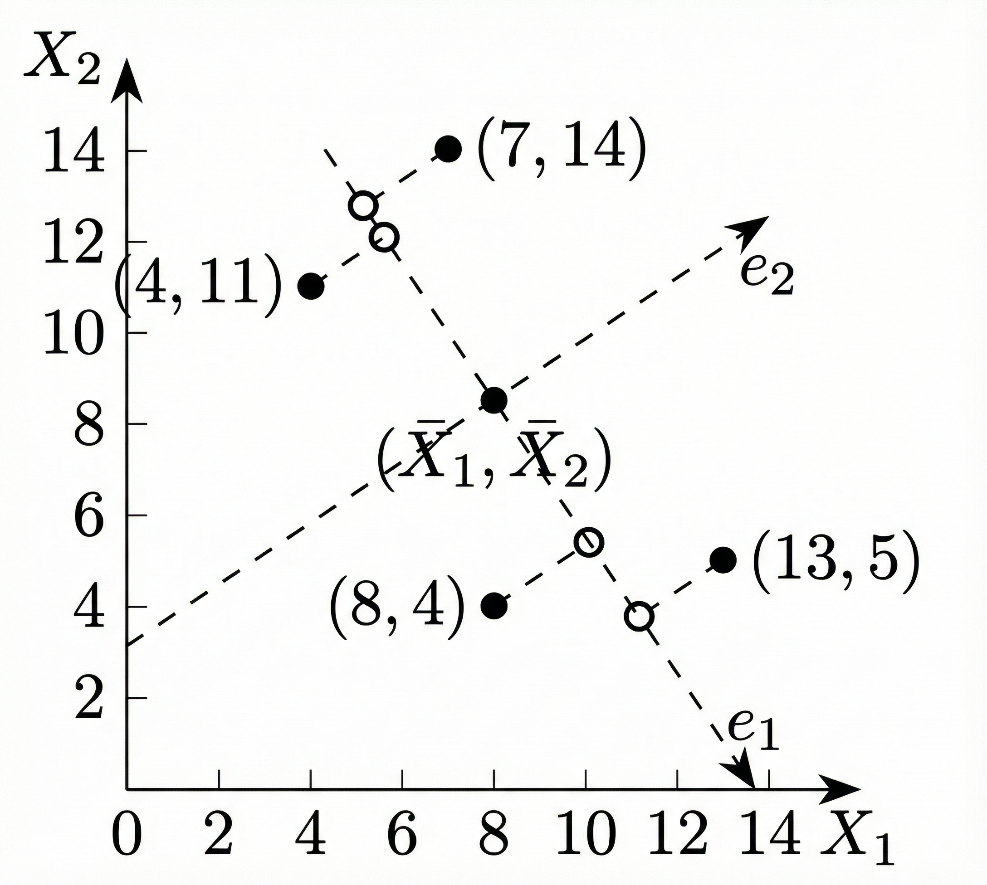 X₂
14
(7, 14)
12
(4, 11)
e₂
10
8
(X̄₁, X̄₂)
6
(13, 5)
(8, 4)
4
2
e₁
0 2 4 6 8 10 12 14 X₁